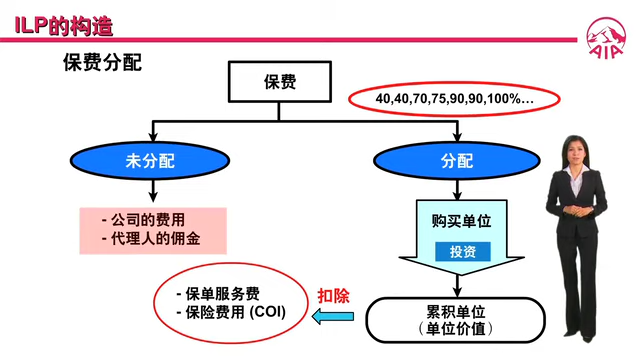 ILP的构造
AIA
保费分配
保费
40,40,70,75,90,90,100%...
未分配
分配
- 公司的费用
- 代理人的佣金
购买单位
投资
- 保单服务费
- 保险费用 (COI)
扣除
累积单位
(单位价值)